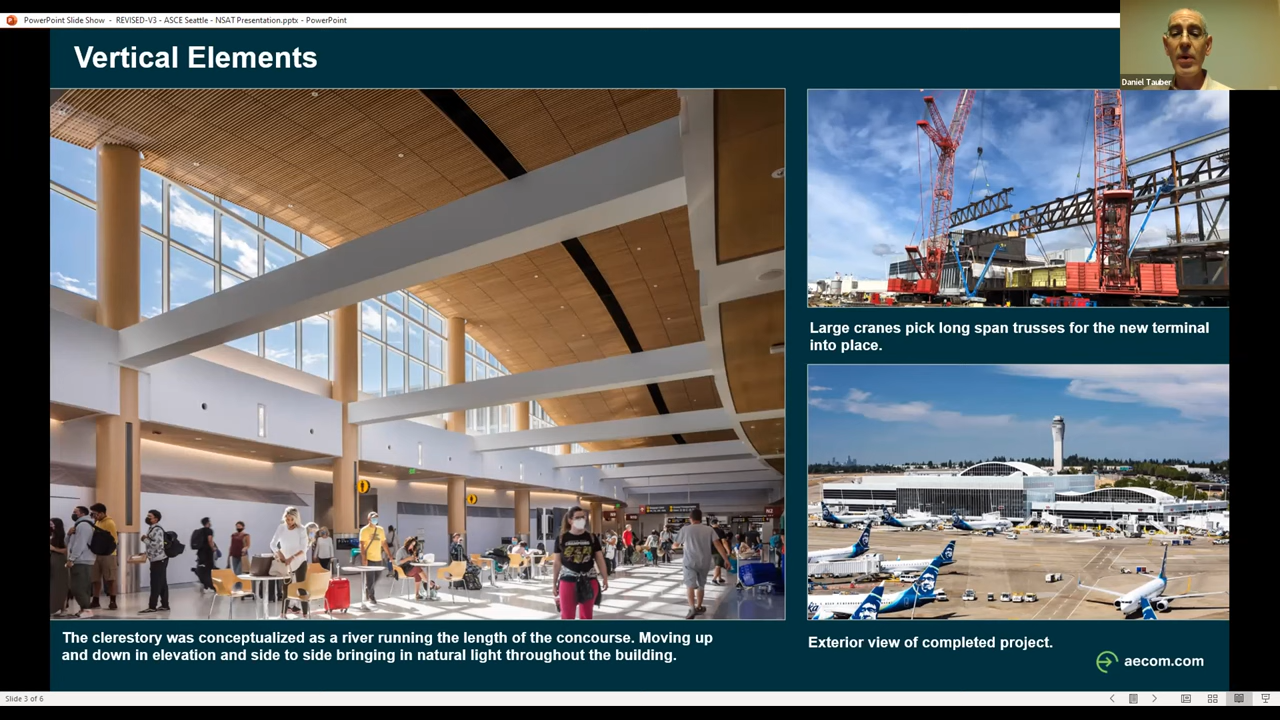 PowerPoint Slide Show - REVISED-V3 - ASCE Seattle - NSAT Presentation.pptx - PowerPoint
Daniel Tauber
Vertical Elements
Large cranes pick long span trusses for the new terminal
into place.
The clerestory was conceptualized as a river running the length of the concourse. Moving up
and down in elevation and side to side bringing in natural light throughout the building.
Exterior view of completed project.
aecom.com
Slide 3 of 6